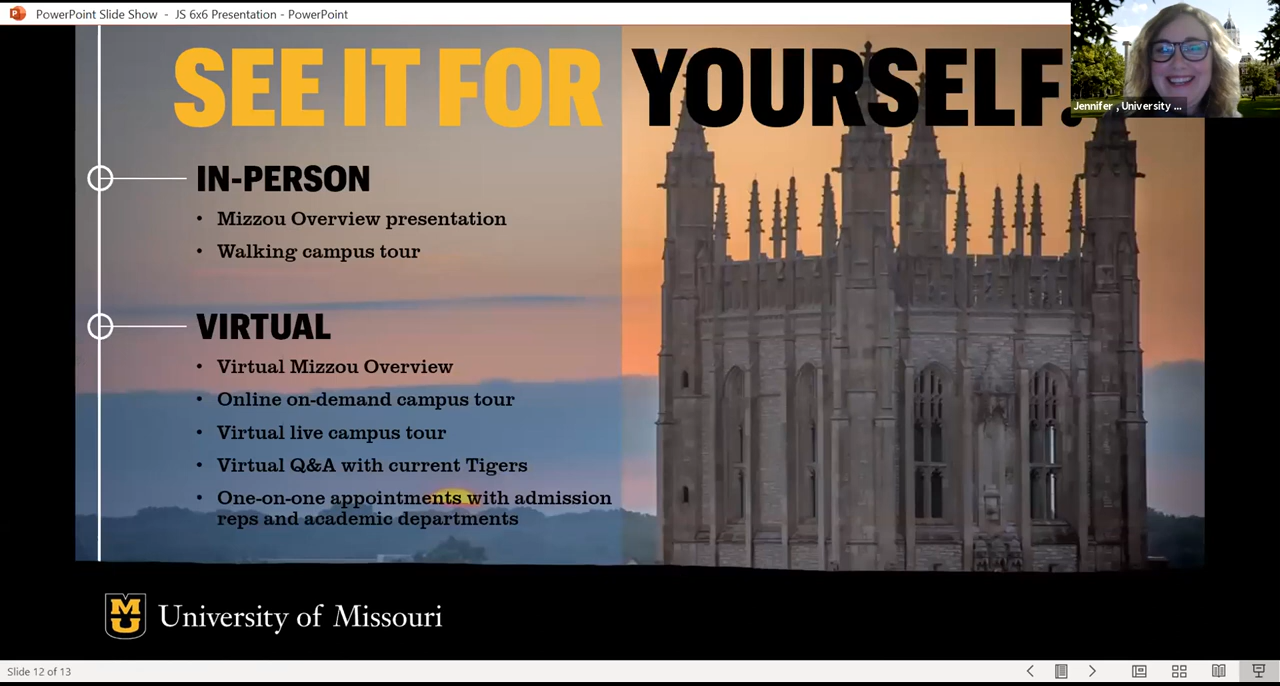 PowerPoint Slide Show - JS 6x6 Presentation - PowerPoint
SEE IT FOR YOURSELF.
Jennifer , University ...
IN-PERSON
• Mizzou Overview presentation
• Walking campus tour
VIRTUAL
• Virtual Mizzou Overview
• Online on-demand campus tour
• Virtual live campus tour
• Virtual Q&A with current Tigers
• One-on-one appointments with admission
reps and academic departments
MU
University of Missouri
Slide 12 of 13